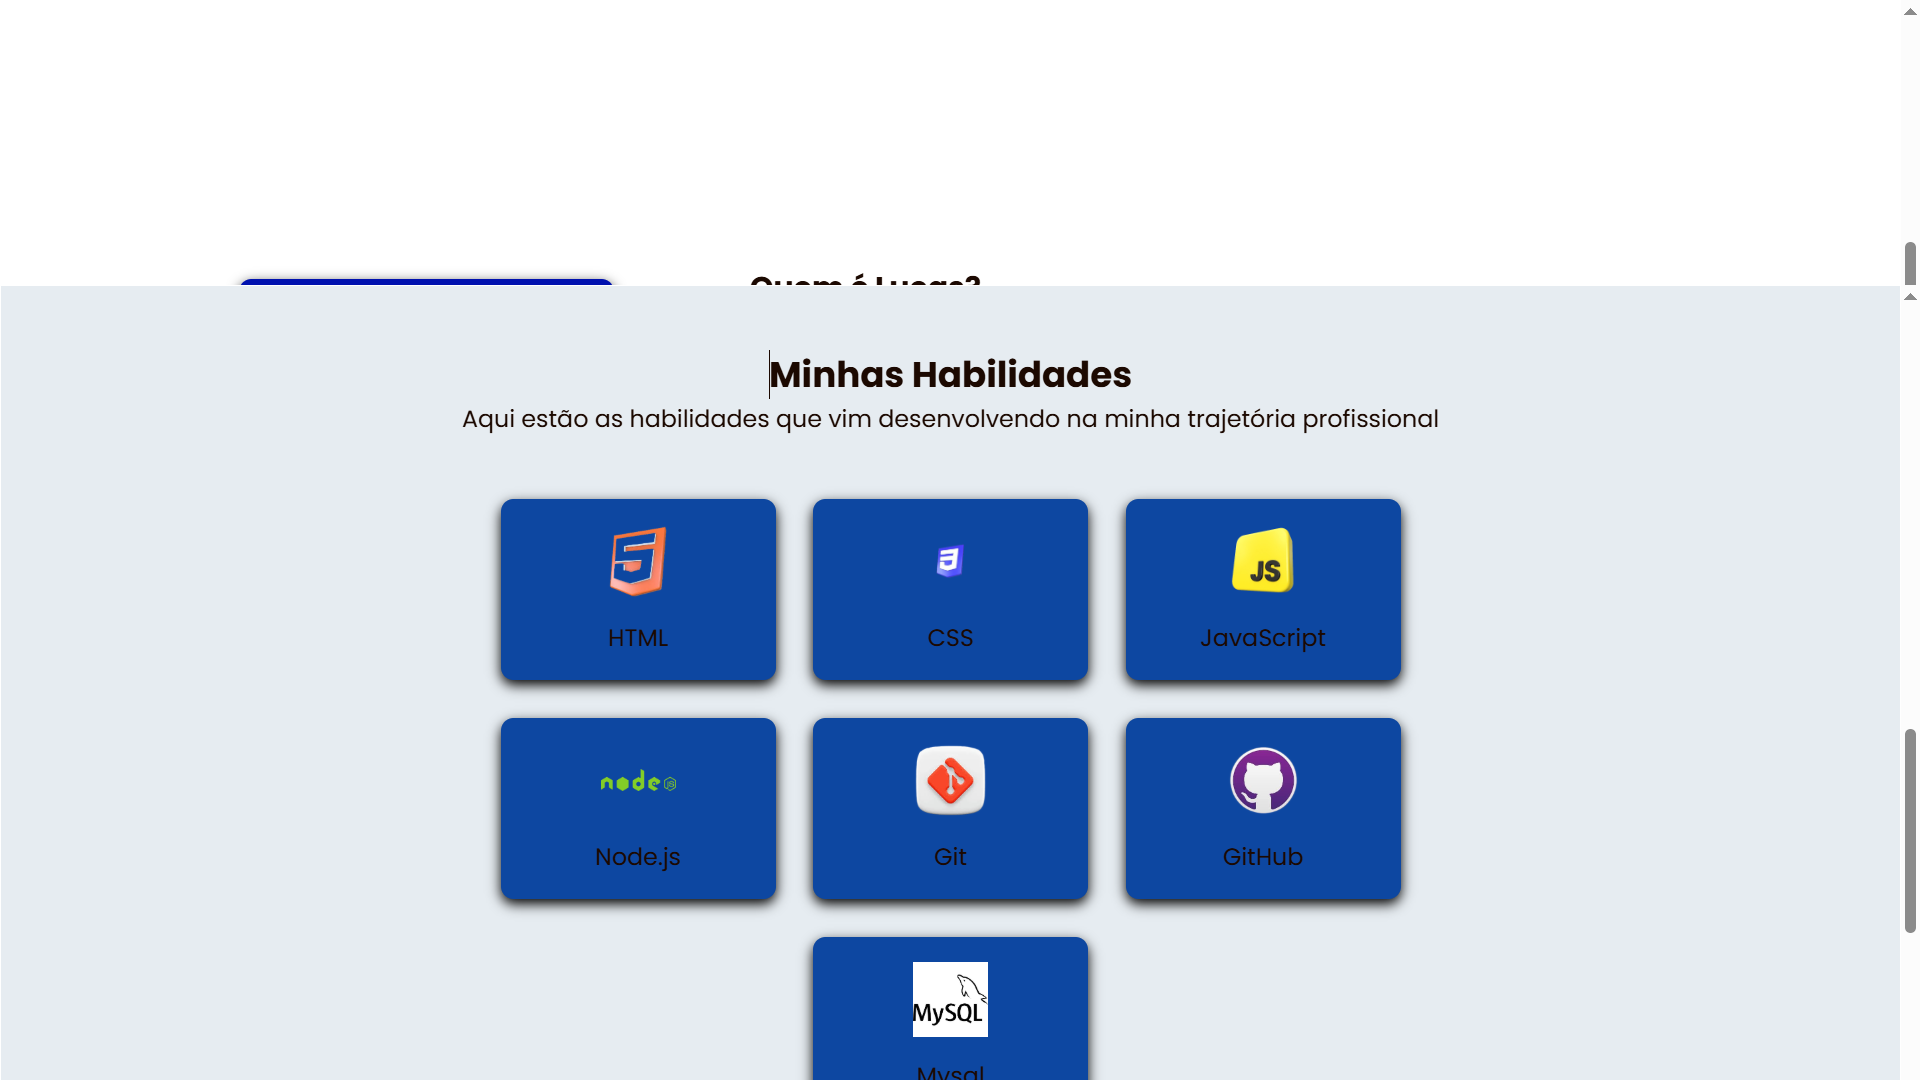 Quem é Lucas?
Minhas Habilidades
Aqui estão as habilidades que vim desenvolvendo na minha trajetória profissional
HTML
CSS
JS
JavaScript
node JS
Node.js
Git
GitHub
MySQL
Mysql